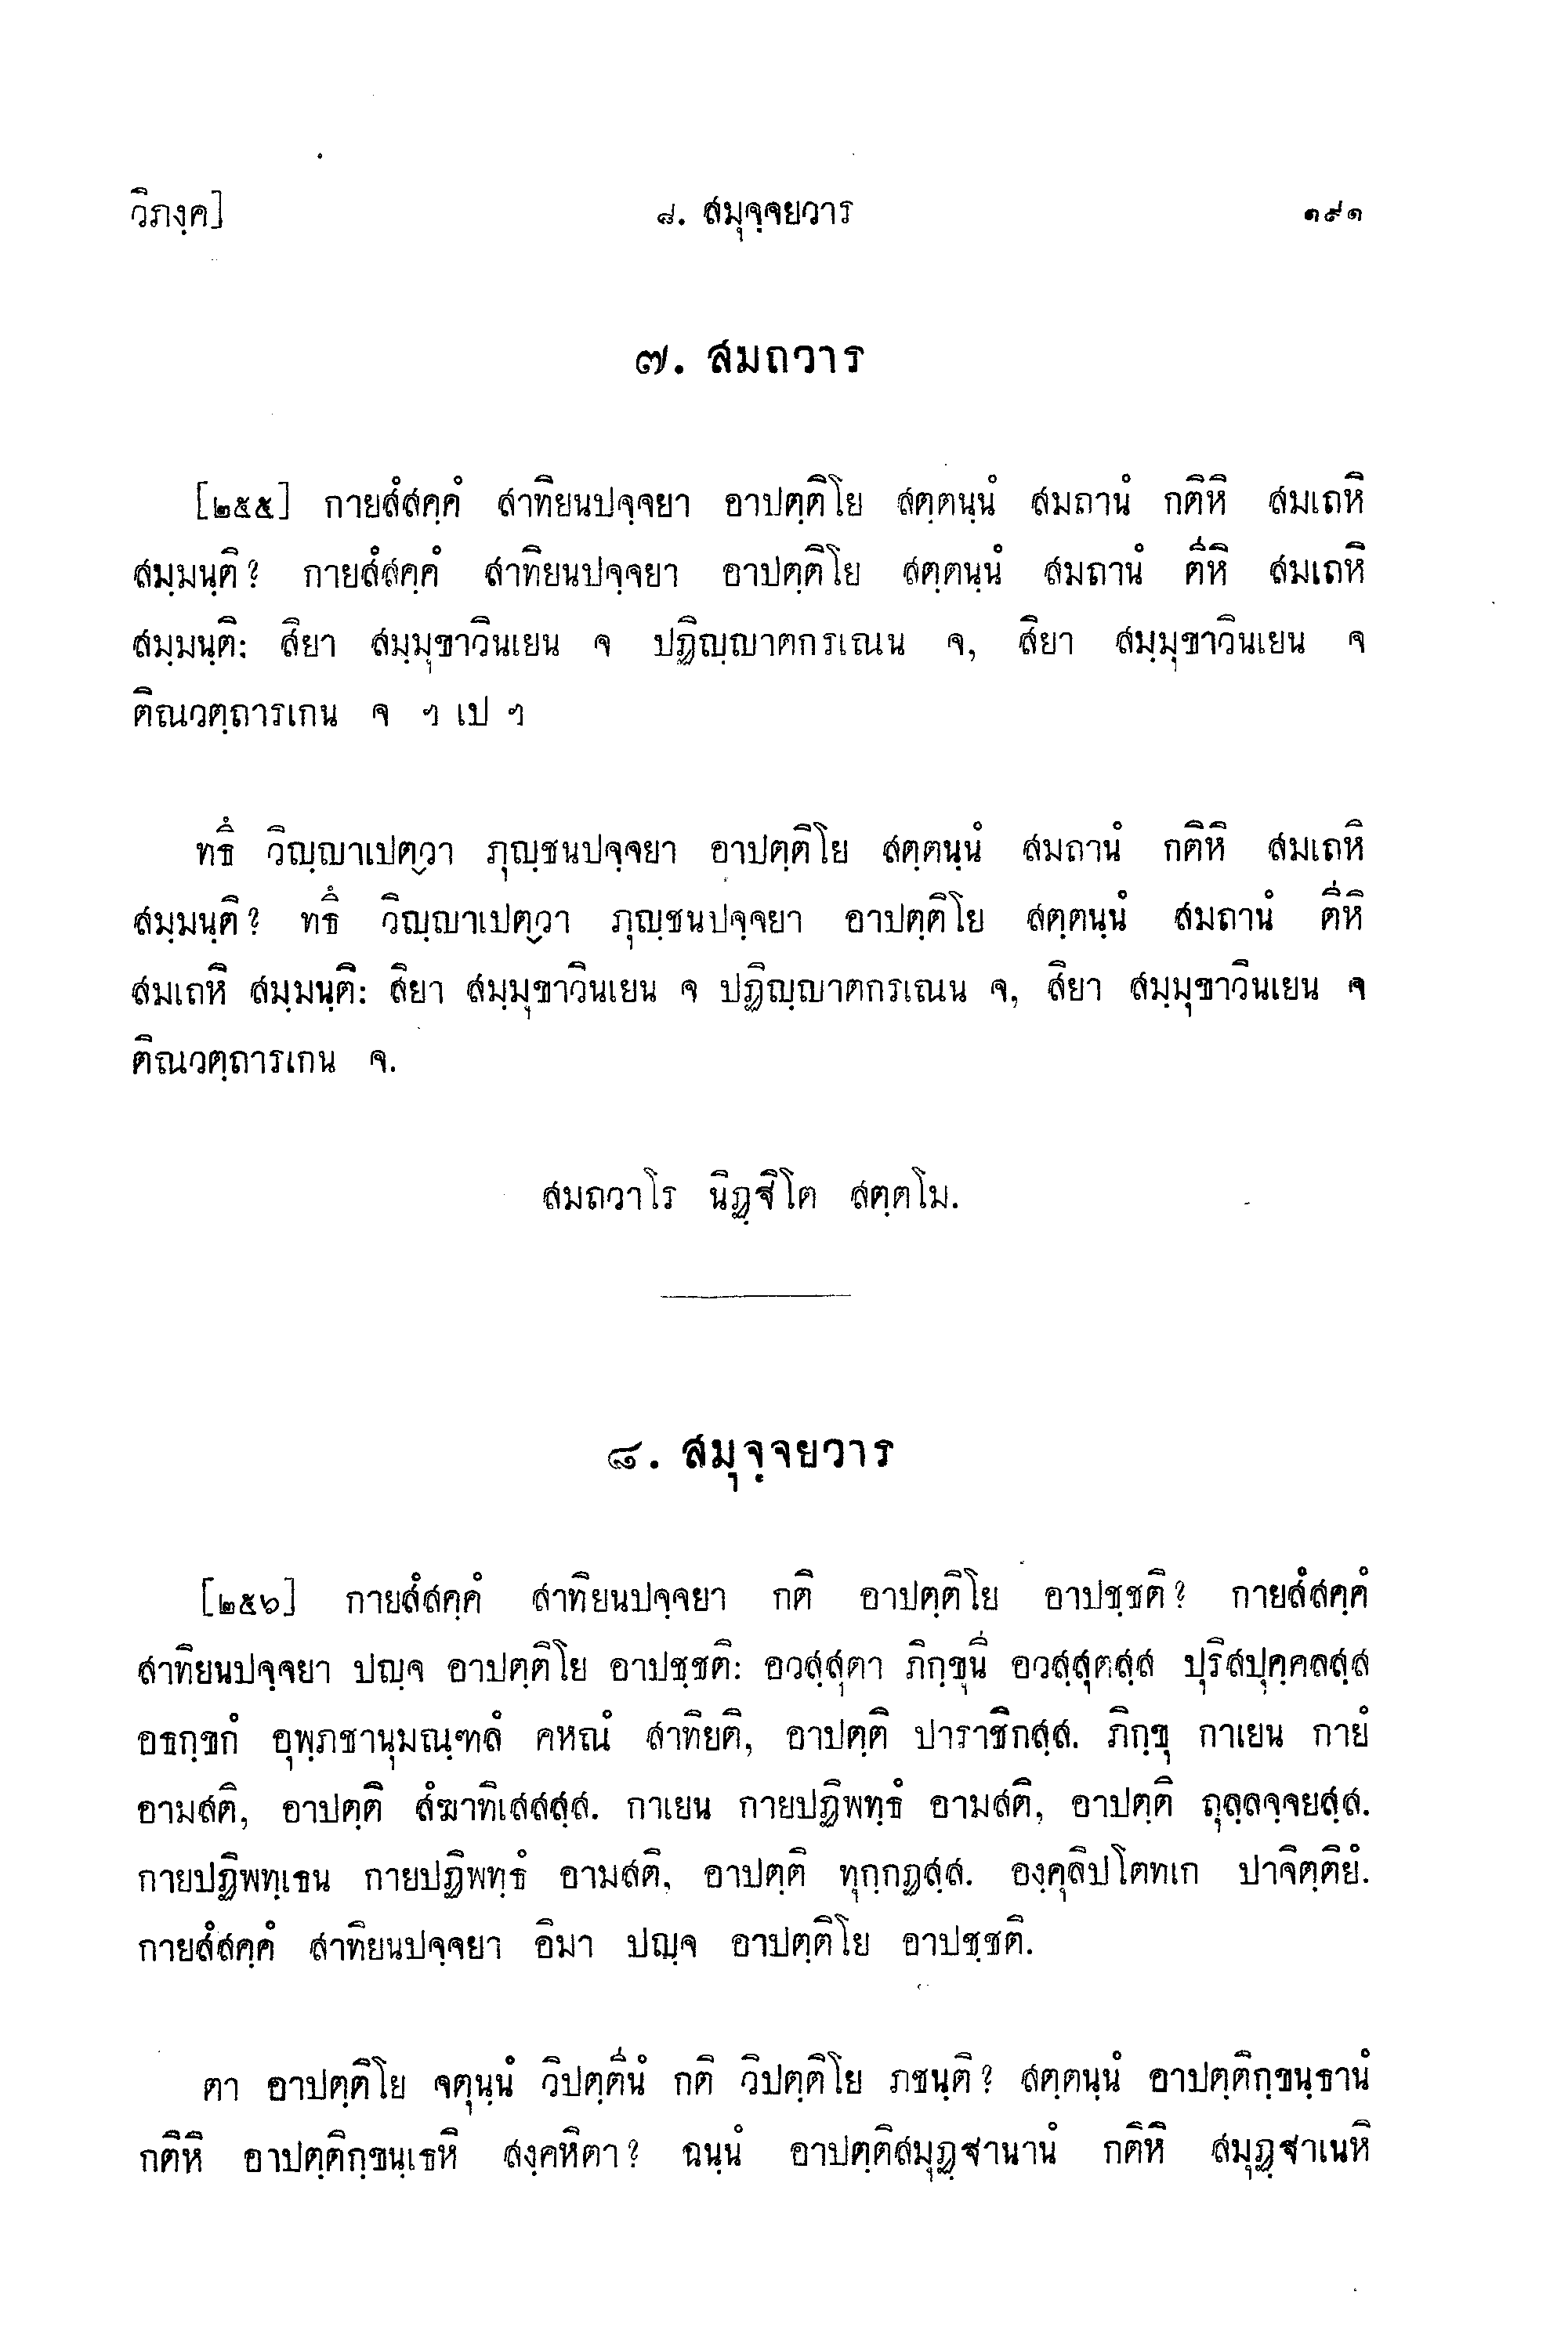 วิภงฺค]
๘. สมุจฺจยวาร
๑๙๑
๗. สมถวาร
[๒๕๕] กายสํสคฺคํ สาทิยนปจฺจยา อาปตฺติโย สตฺตนฺนํ สมถานํ กติหิ สมเถหิ
สมฺมนฺติ? กายสํสคฺคํ สาทิยนปจฺจยา อาปตฺติโย สตฺตนฺนํ สมถานํ ตีหิ สมเถหิ
สมฺมนฺติ: สิยา สมฺมุขาวินเยน จ ปฏิญฺญาตกรเณน จ, สิยา สมฺมุขาวินเยน จ
ติณวตฺถารเกน จ ฯ เป ฯ
ทธึ วิญฺญาเปตฺวา ภุญฺชนปจฺจยา อาปตฺติโย สตฺตนฺนํ สมถานํ กติหิ สมเถหิ
สมฺมนฺติ? ทธึ วิญฺญาเปตฺวา ภุญฺชนปจฺจยา อาปตฺติโย สตฺตนฺนํ สมถานํ ตีหิ
สมเถหิ สมฺมนฺติ: สิยา สมฺมุขาวินเยน จ ปฏิญฺญาตกรเณน จ, สิยา สมฺมุขาวินเยน จ
ติณวตฺถารเกน จ.
สมถวาโร นิฏฺฐิโต สตฺตโม.
๘. สมุจฺจยวาร
[๒๕๖] กายสํสคฺคํ สาทิยนปจฺจยา กติ อาปตฺติโย อาปชฺชติ? กายสํสคฺคํ
สาทิยนปจฺจยา ปญฺจ อาปตฺติโย อาปชฺชติ: อวสฺสุตา ภิกฺขุนี อวสฺสุตสฺส ปุริสปุคฺคลสฺส
อธกฺขกํ อุพฺภชานุมณฺฑลํ คหณํ สาทิยติ, อาปตฺติ ปาราชิกสฺส. ภิกฺขุ กาเยน กายํ
อามสติ, อาปตฺติ สํฆาทิเสสสฺส. กาเยน กายปฏิพทฺธํ อามสติ, อาปตฺติ ถุลฺลจฺจยสฺส.
กายปฏิพทฺเธน กายปฏิพทฺธํ อามสติ, อาปตฺติ ทุกฺกฏสฺส. องฺคุลิปโตทเก ปาจิตฺติยํ.
กายสํสคฺคํ สาทิยนปจฺจยา อิมา ปญฺจ อาปตฺติโย อาปชฺชติ.
ตา อาปตฺติโย จตุนฺนํ วิปตฺตีนํ กติ วิปตฺติโย ภชนฺติ? สตฺตนฺนํ อาปตฺติกฺขนฺธานํ
กติหิ อาปตฺติกฺขนฺเธหิ สงฺคหิตา? ฉนฺนํ อาปตฺติสมุฏฺฐานานํ กติหิ สมุฏฺฐาเนหิ